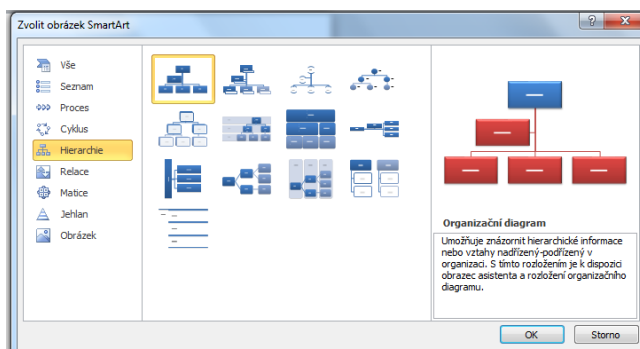 Zvolit obrázek SmartArt
Vše
Seznam
Proces
Cyklus
Hierarchie
Relace
Matice
Jehlan
Obrázek
Organizační diagram
Umožňuje znázornit hierarchické informace
nebo vztahy nadřízený-podřízený v
organizaci. S tímto rozložením je k dispozici
obrazec asistenta a rozložení organizačního
diagramu.
OK
Storno